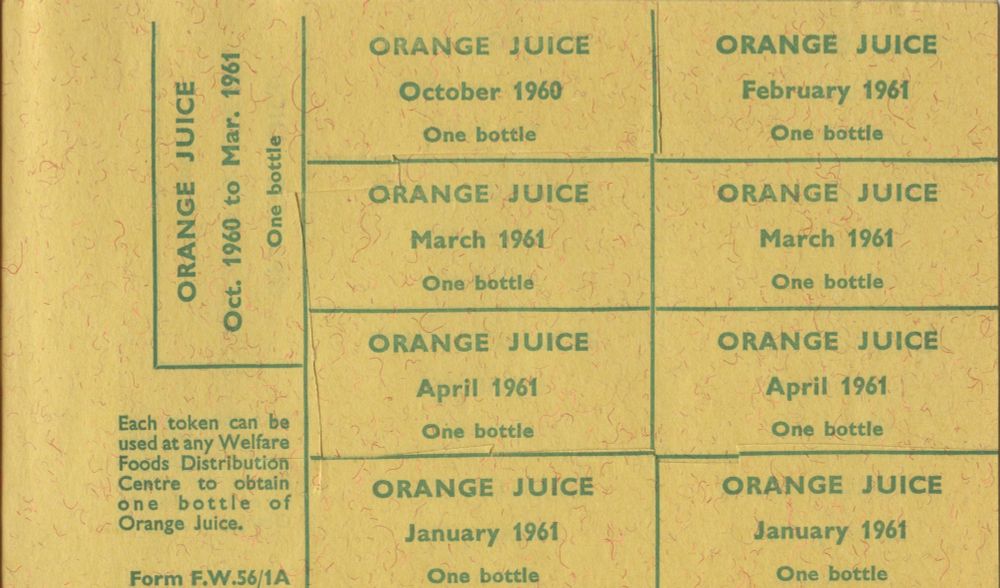 ORANGE JUICE
Oct. 1960 to Mar. 1961
One bottle
Each token can be
used at any Welfare
Foods Distribution
Centre to obtain
one bottle of
Orange Juice.
Form F.W.56/1A
ORANGE JUICE
October 1960
One bottle
ORANGE JUICE
February 1961
One bottle
ORANGE JUICE
March 1961
One bottle
ORANGE JUICE
March 1961
One bottle
ORANGE JUICE
April 1961
One bottle
ORANGE JUICE
April 1961
One bottle
ORANGE JUICE
January 1961
One bottle
ORANGE JUICE
January 1961
One bottle